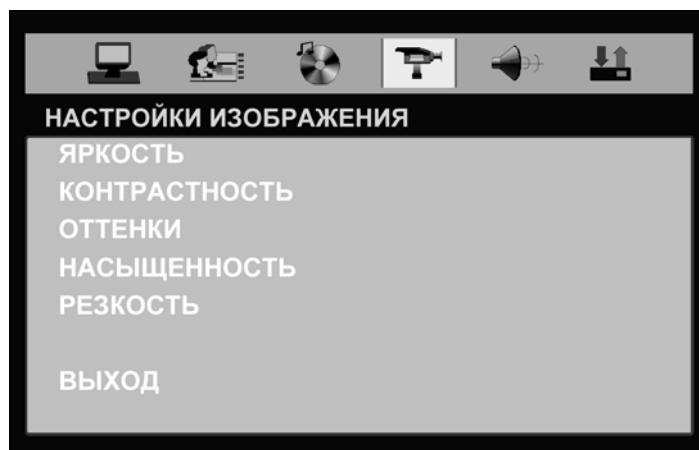 НАСТРОЙКИ ИЗОБРАЖЕНИЯ
ЯРКОСТЬ
КОНТРАСТНОСТЬ
ОТТЕНКИ
НАСЫЩЕННОСТЬ
РЕЗКОСТЬ
ВЫХОД